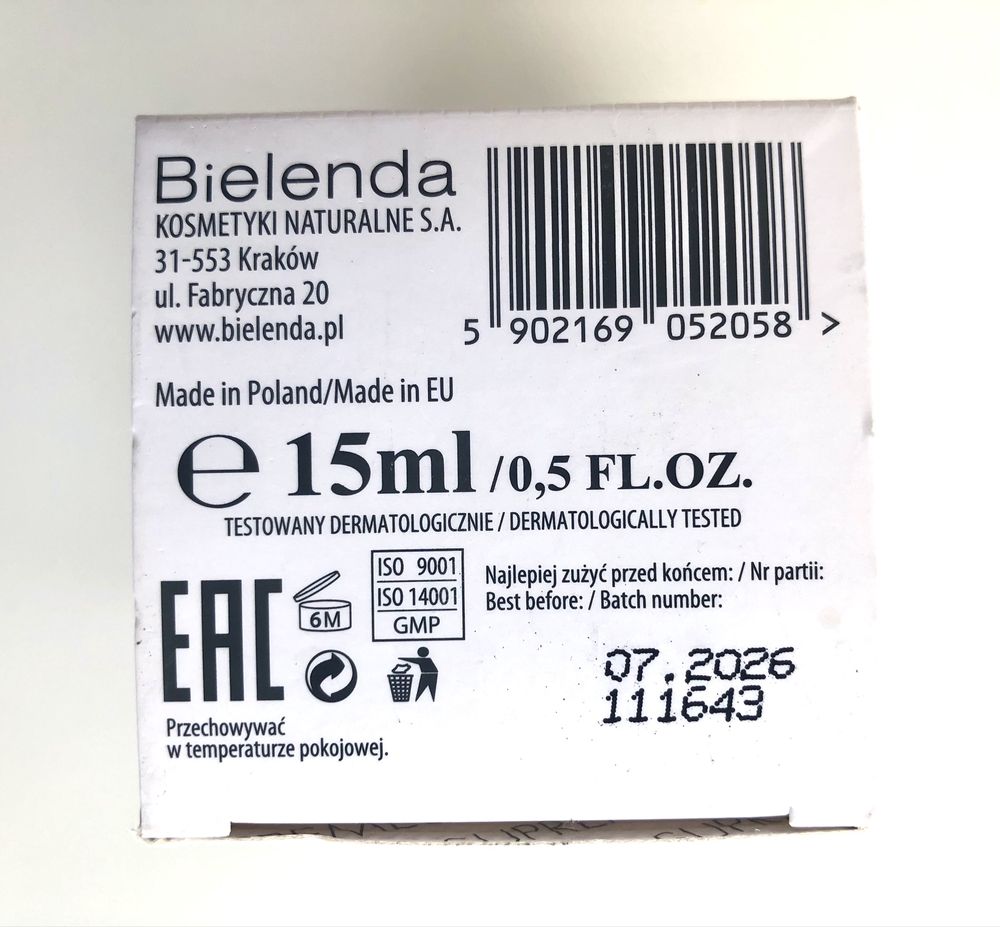 Bielenda
KOSMETYKI NATURALNE S.A.
31-553 Kraków
ul. Fabryczna 20
www.bielenda.pl
5 902169 052058 >
Made in Poland/Made in EU
℮ 15ml /0,5 FL.OZ.
TESTOWANY DERMATOLOGICZNIE / DERMATOLOGICALLY TESTED
EAC
6M
ISO 9001
ISO 14001
GMP
Najlepiej zużyć przed końcem: / Nr partii:
Best before: / Batch number:
07.2026
111643
Przechowywać
w temperaturze pokojowej.